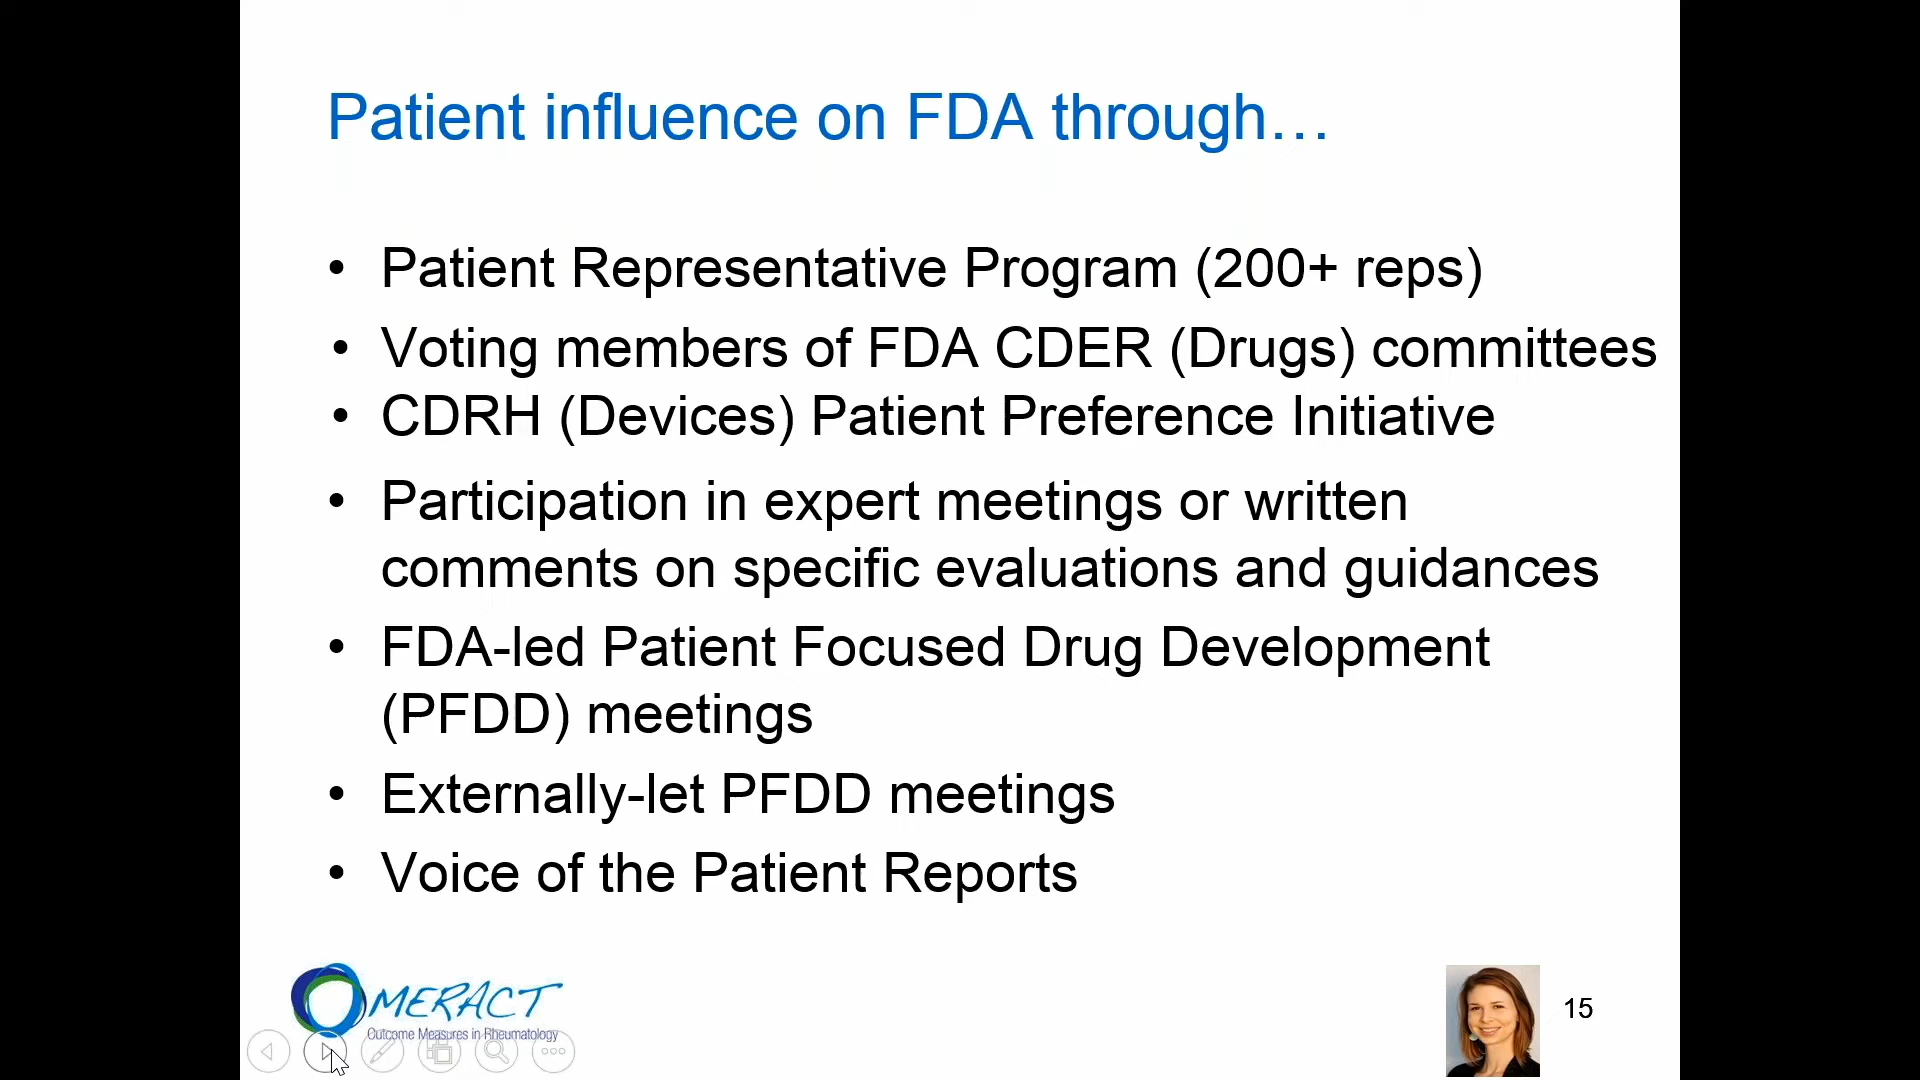 Patient influence on FDA through…
• Patient Representative Program (200+ reps)
• Voting members of FDA CDER (Drugs) committees
• CDRH (Devices) Patient Preference Initiative
• Participation in expert meetings or written
comments on specific evaluations and guidances
• FDA-led Patient Focused Drug Development
(PFDD) meetings
• Externally-let PFDD meetings
• Voice of the Patient Reports
OMERACT
Outcome Measures in Rheumatology
15